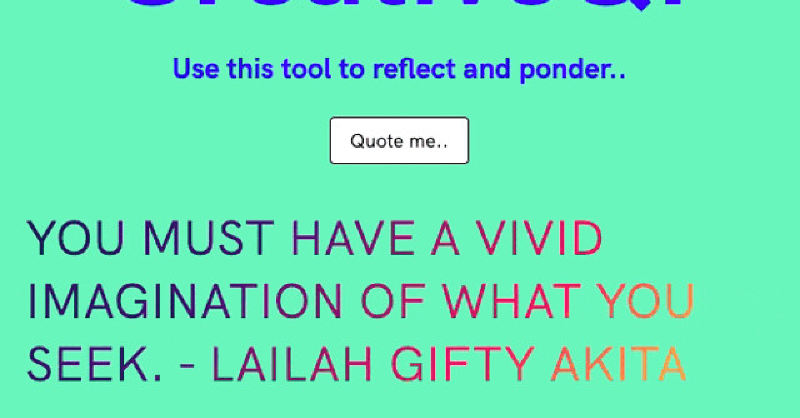 Use this tool to reflect and ponder..
Quote me..
YOU MUST HAVE A VIVID
IMAGINATION OF WHAT YOU
SEEK. - LAILAH GIFTY AKITA